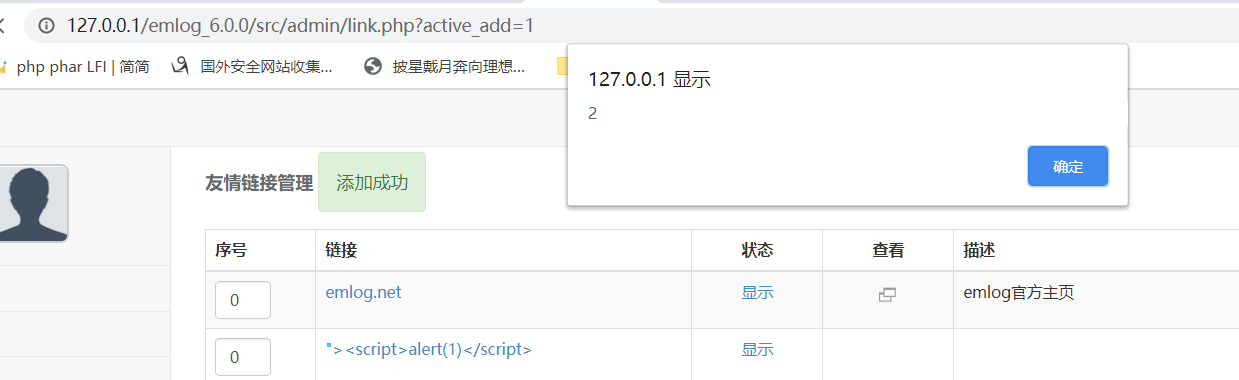 127.0.0.1/emlog_6.0.0/src/admin/link.php?active_add=1
php phar LFI | 简简 国外安全网站收集... 披星戴月奔向理想...
127.0.0.1 显示
2
确定
友情链接管理 添加成功
序号 链接 状态 查看 描述
0 emlog.net 显示 emlog官方主页
0 "><script>alert(1)</script> 显示